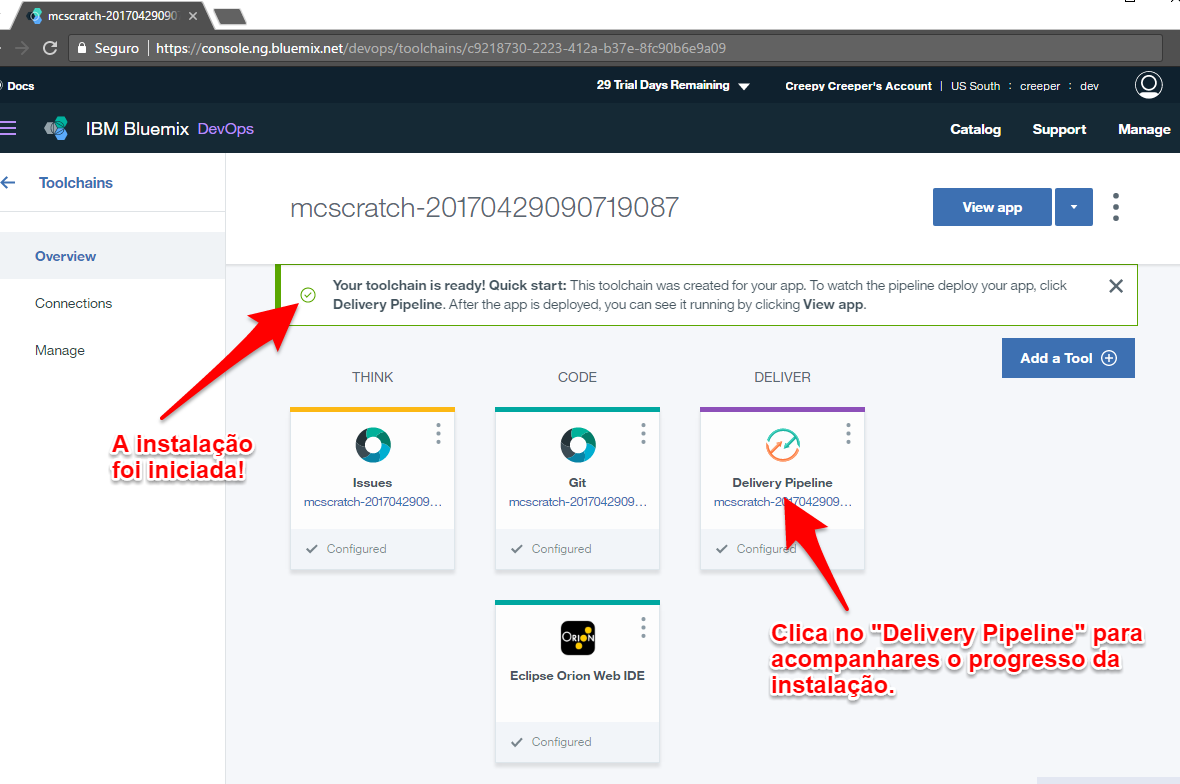 mcscratch-20170429090
Seguro
https://console.ng.bluemix.net/devops/toolchains/c9218730-2223-412a-b37e-8fc90b6e9a09
Docs
29 Trial Days Remaining
Creepy Creeper's Account | US South : creeper : dev
IBM Bluemix DevOps
Catalog
Support
Manage
Toolchains
mcscratch-20170429090719087
View app
Overview
Connections
Manage
Your toolchain is ready! Quick start: This toolchain was created for your app. To watch the pipeline deploy your app, click
Delivery Pipeline. After the app is deployed, you can see it running by clicking View app.
Add a Tool
THINK
CODE
DELIVER
A instalação
foi iniciada!
Issues
mcscratch-2017042909...
Configured
Git
mcscratch-2017042909...
Configured
Delivery Pipeline
mcscratch-2017042909...
Configured
ORION
Eclipse Orion Web IDE
Configured
Clica no "Delivery Pipeline" para
acompanhares o progresso da
instalação.